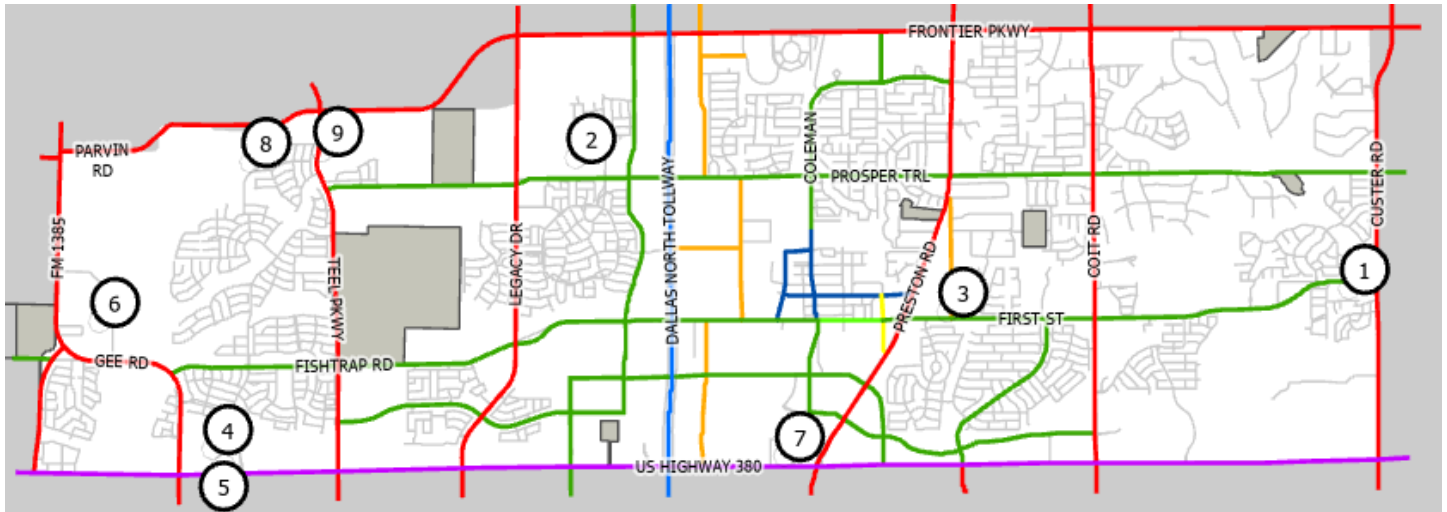 FRONTIER PKWY
9
2
8
PARVIN
RD
COLEMAN
PROSPER TRL
CUSTER RD
DALLAS NORTH TOLLWAY
FM 1385
LEGACY DR
COIT RD
1
TEEL PKWY
PRESTON RD
3
6
FIRST ST
GEE RD
FISHTRAP RD
4
7
US HIGHWAY 380
5